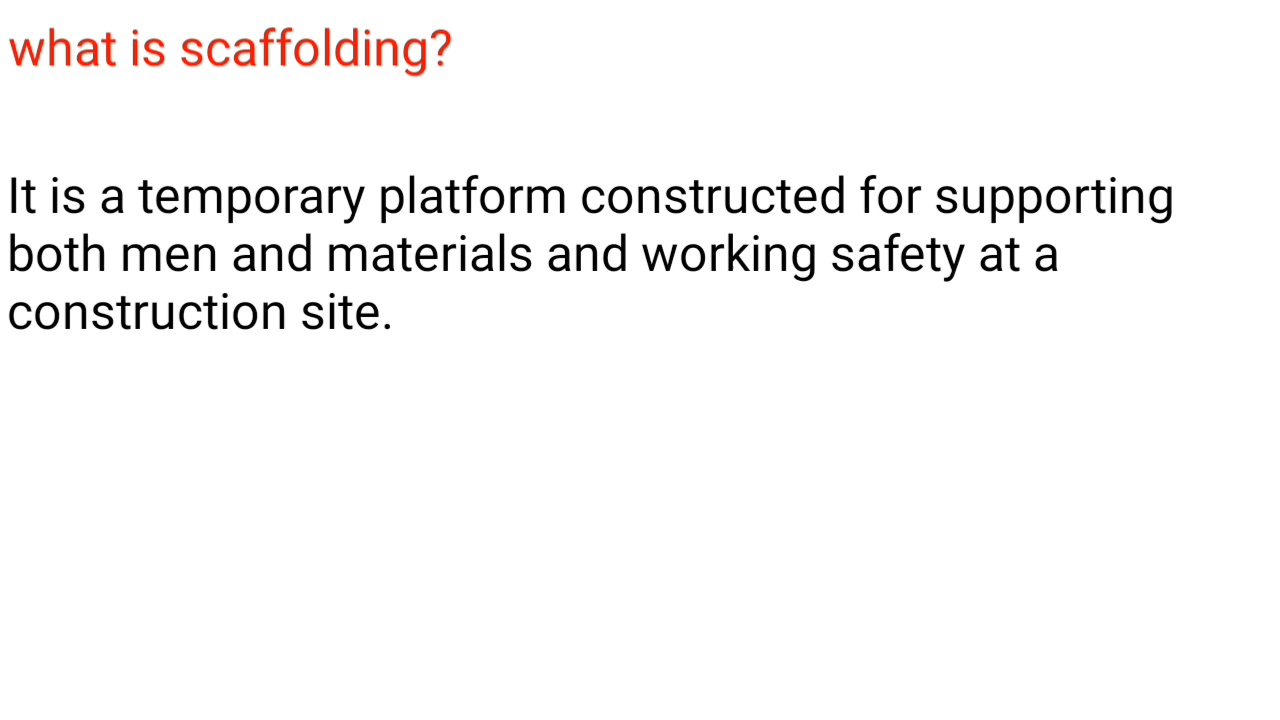 what is scaffolding?
It is a temporary platform constructed for supporting
both men and materials and working safety at a
construction site.